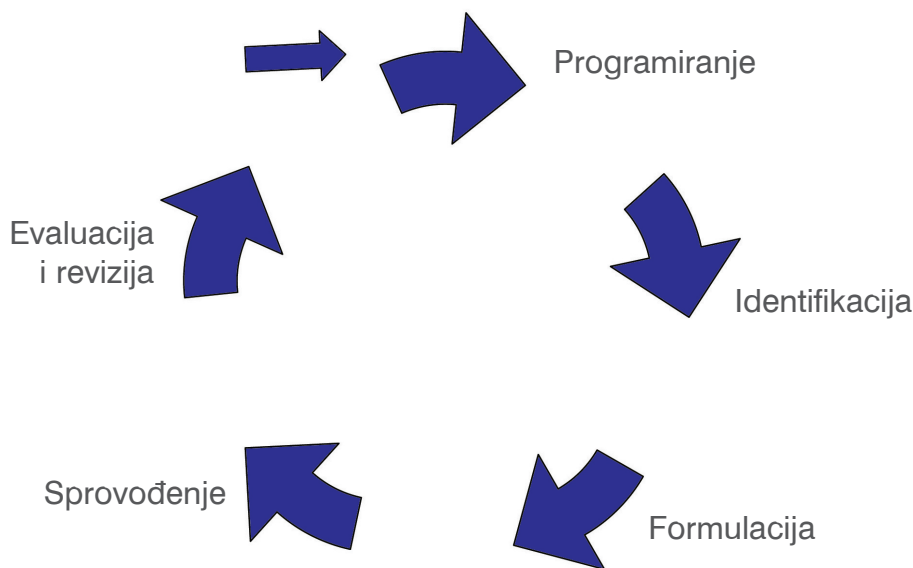 Programiranje
Evaluacija
i revizija
Identifikacija
Sprovođenje
Formulacija